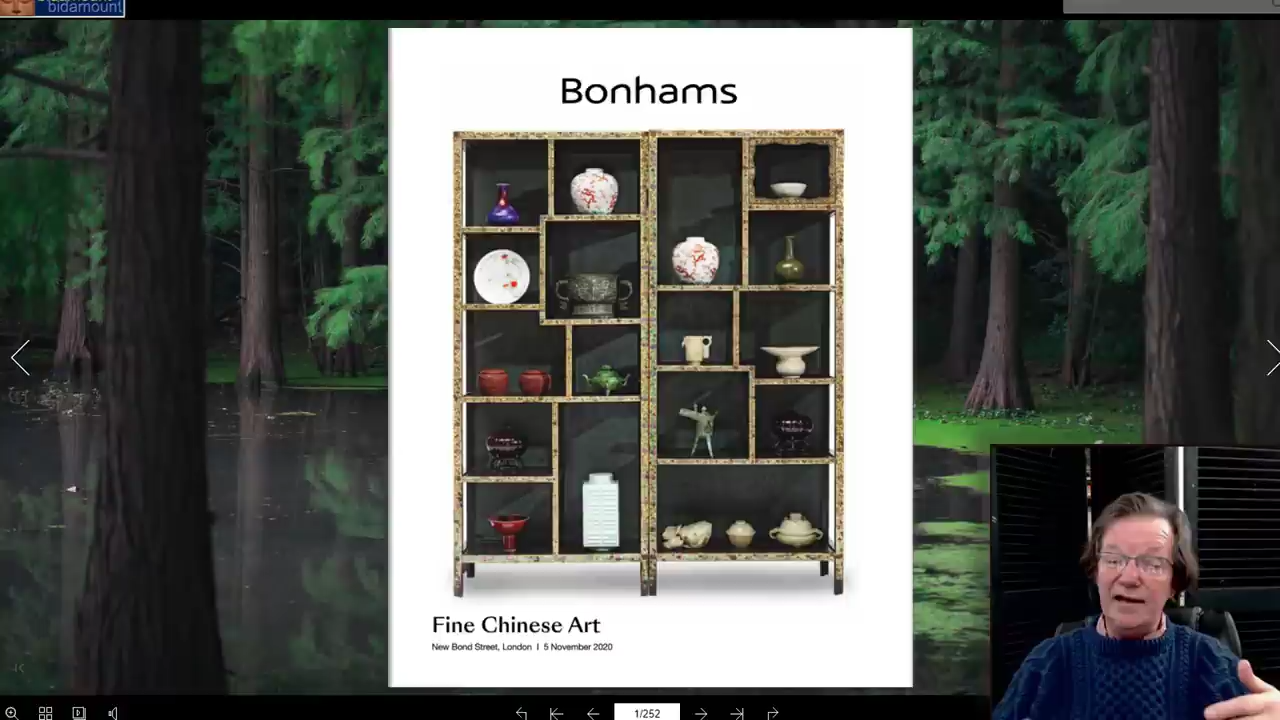 bidamount
Bonhams
Fine Chinese Art
New Bond Street, London I 5 November 2020
1/252